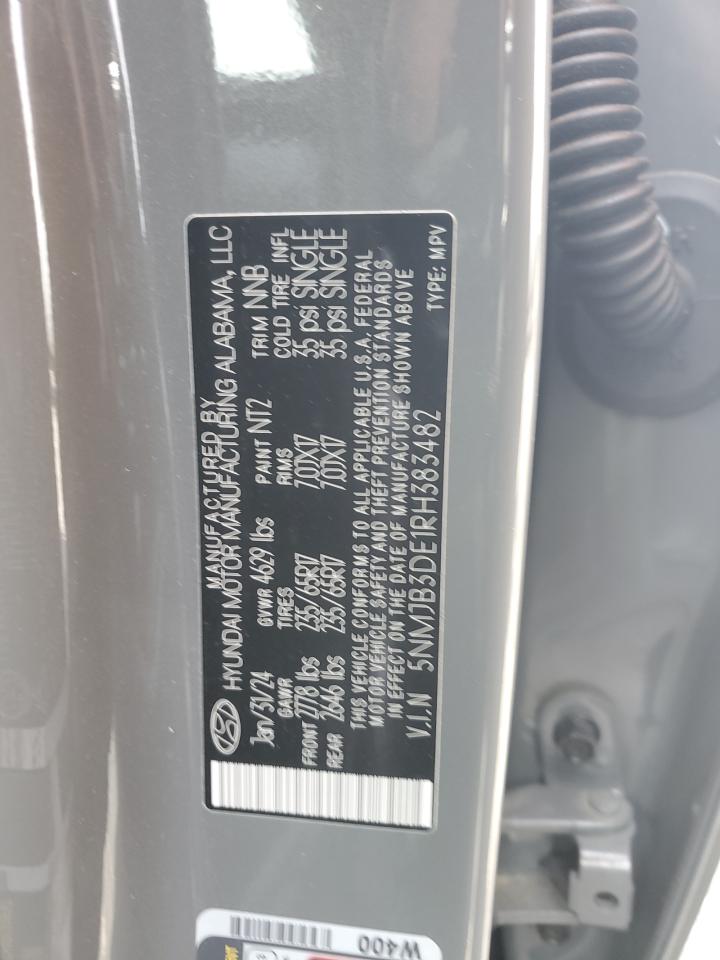 MANUFACTURED BY
HYUNDAI MOTOR MANUFACTURING ALABAMA, LLC
Jan/31/24 GVWR 4629 lbs PAINT NT2 TRIM NNB
GAWR TIRES RIMS COLD TIRE INFL
FRONT 2778 lbs 235/65R17 7.0JX17 35 psi SINGLE
REAR 2646 lbs 235/65R17 7.0JX17 35 psi SINGLE
THIS VEHICLE CONFORMS TO ALL APPLICABLE U.S.A. FEDERAL
MOTOR VEHICLE SAFETY AND THEFT PREVENTION STANDARDS
IN EFFECT ON THE DATE OF MANUFACTURE SHOWN ABOVE
V.I.N 5NMJB3DE1RH383482
TYPE: MPV
W400